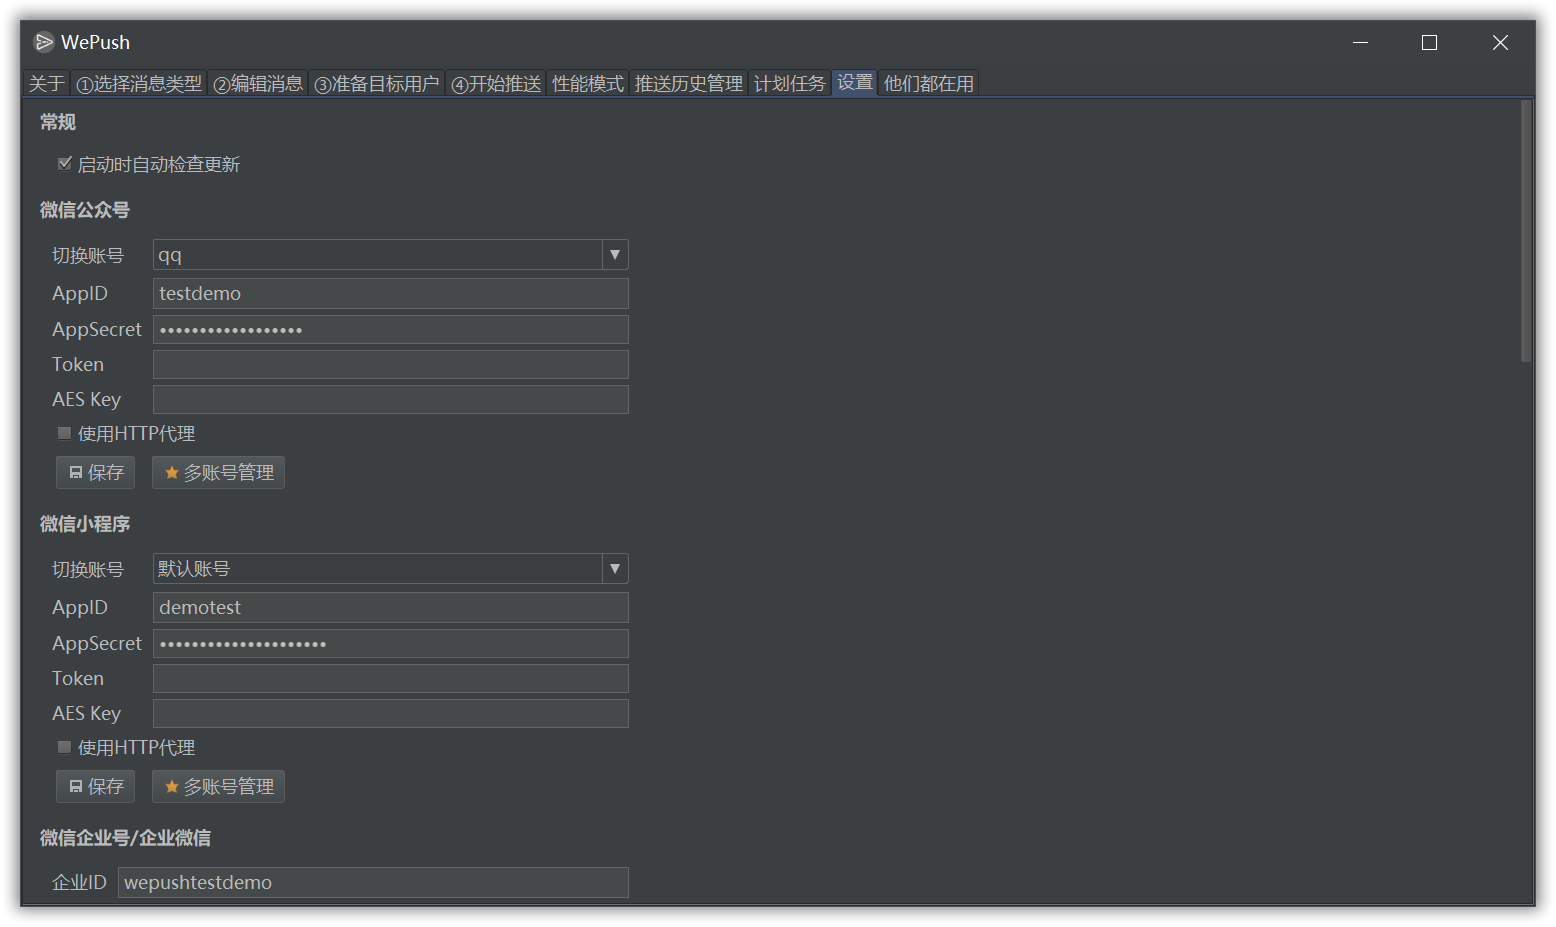 WePush
关于 ①选择消息类型 ②编辑消息 ③准备目标用户 ④开始推送 性能模式 推送历史管理 计划任务 设置 他们都在用
常规
启动时自动检查更新
微信公众号
切换账号 qq
AppID testdemo
AppSecret ••••••••••••••••••
Token
AES Key
使用HTTP代理
保存 多账号管理
微信小程序
切换账号 默认账号
AppID demotest
AppSecret •••••••••••••••••••••
Token
AES Key
使用HTTP代理
保存 多账号管理
微信企业号/企业微信
企业ID wepushtestdemo